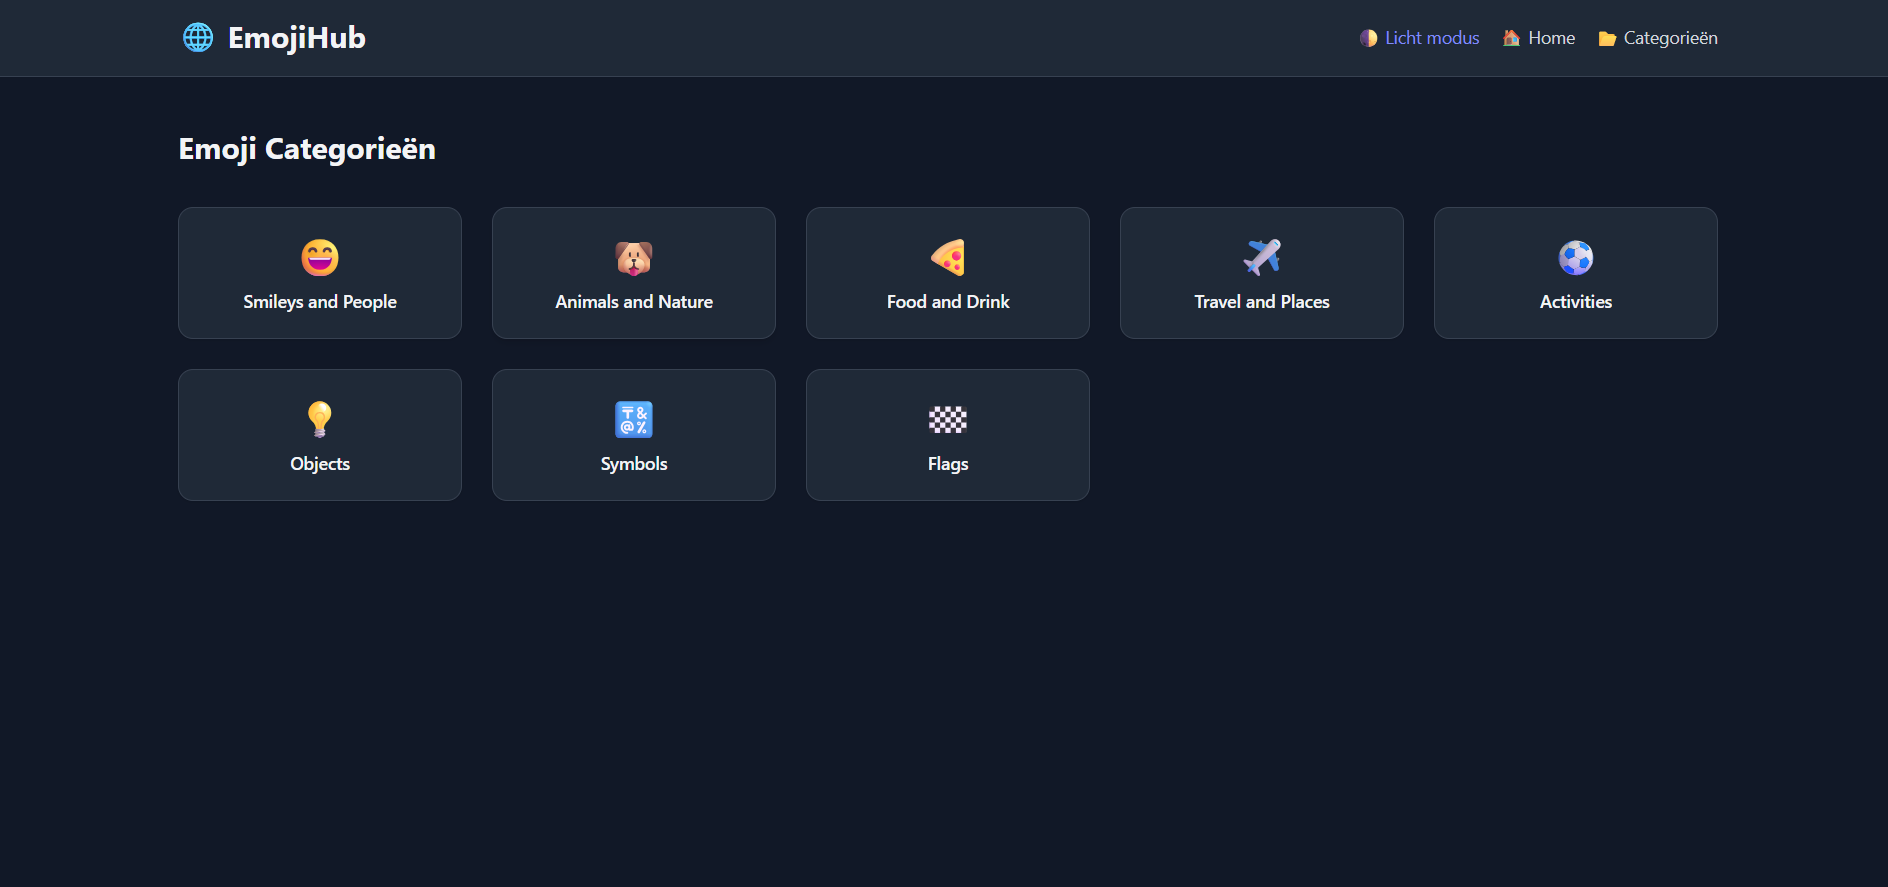 EmojiHub
Licht modus
Home
Categorieën
Emoji Categorieën
Smileys and People
Animals and Nature
Food and Drink
Travel and Places
Activities
Objects
Symbols
Flags